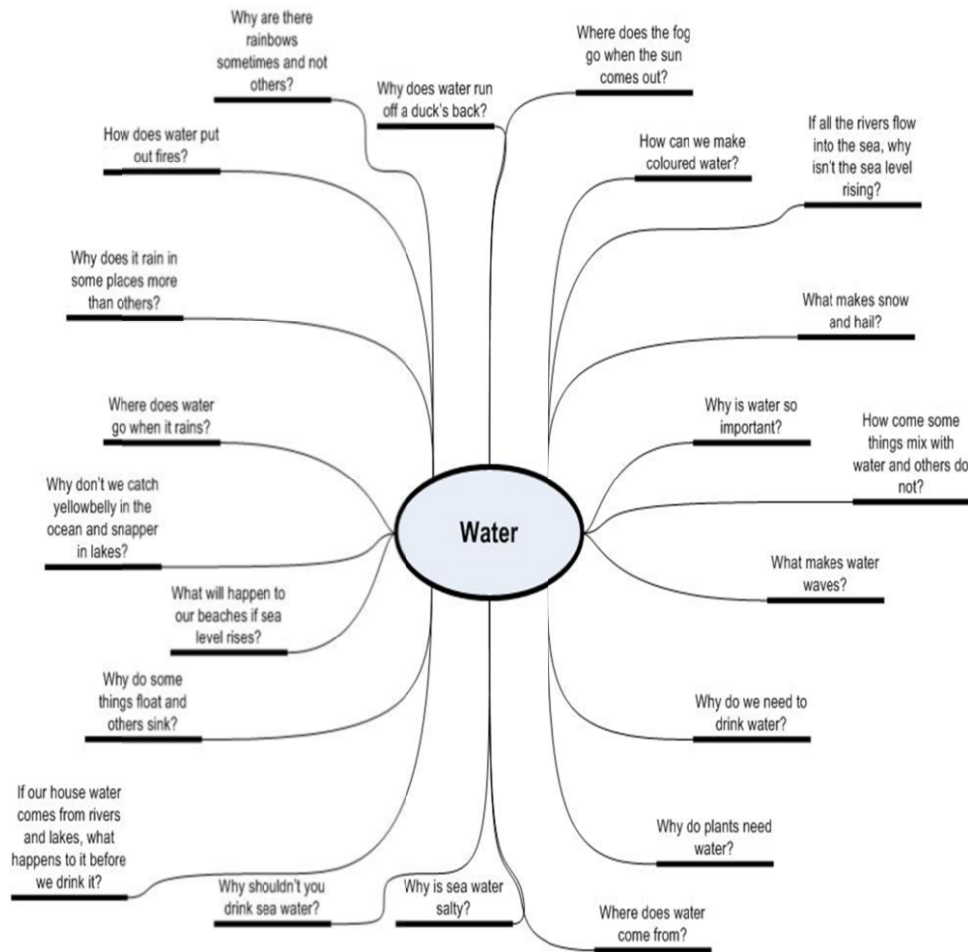 Why are there
rainbows
sometimes and not
others?
Why does water run
off a duck's back?
Where does the fog
go when the sun
comes out?
How does water put
out fires?
How can we make
coloured water?
If all the rivers flow
into the sea, why
isn't the sea level
rising?
Why does it rain in
some places more
than others?
What makes snow
and hail?
Where does water
go when it rains?
Why is water so
important?
How come some
things mix with
water and others do
not?
Why don't we catch
yellowbelly in the
ocean and snapper
in lakes?
Water
What makes water
waves?
What will happen to
our beaches if sea
level rises?
Why do some
things float and
others sink?
Why do we need to
drink water?
If our house water
comes from rivers
and lakes, what
happens to it before
we drink it?
Why do plants need
water?
Why shouldn't you
drink sea water?
Why is sea water
salty?
Where does water
come from?